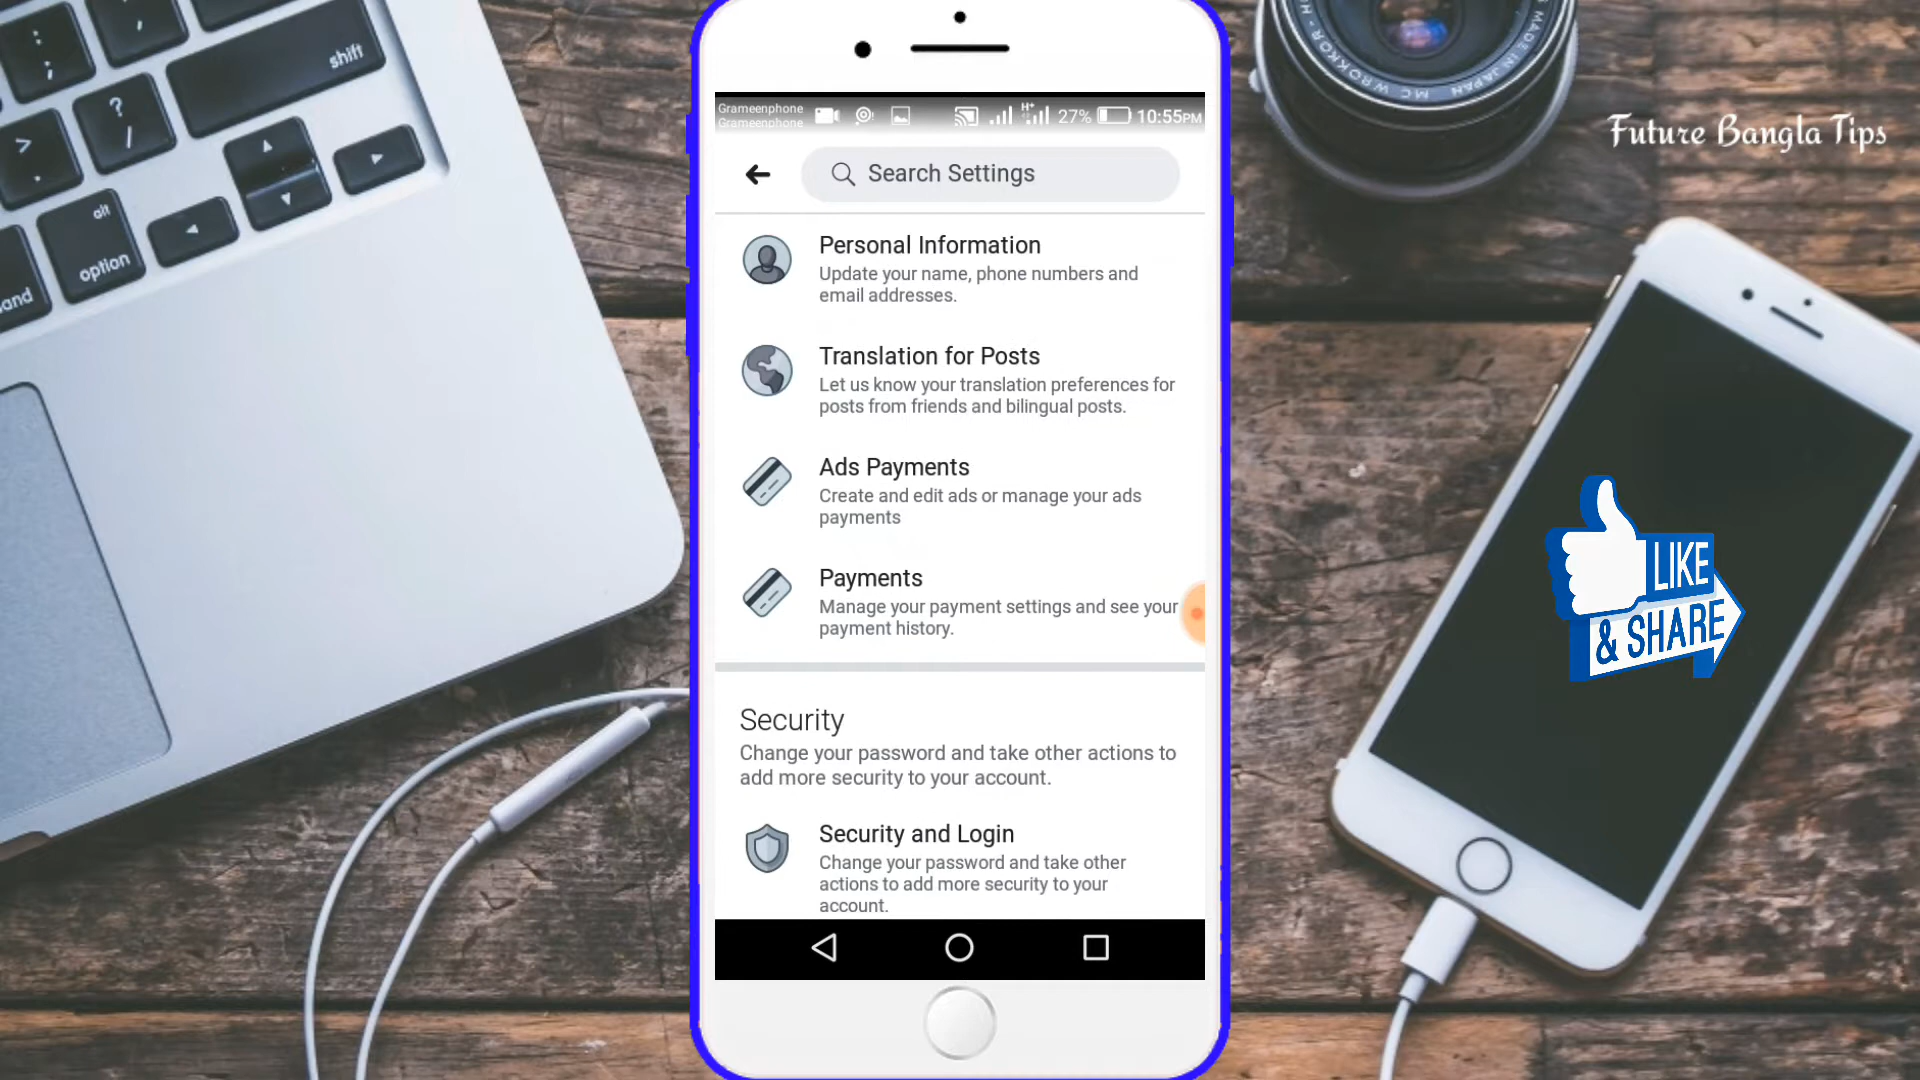 shift
?
/
>
.
:
;
alt
option
and
MADE IN JAPAN
MC W.ROKKOR
Future Bangla Tips
Grameenphone
Grameenphone
H+
27%
10:55PM
Search Settings
Personal Information
Update your name, phone numbers and
email addresses.
Translation for Posts
Let us know your translation preferences for
posts from friends and bilingual posts.
Ads Payments
Create and edit ads or manage your ads
payments
Payments
Manage your payment settings and see your
payment history.
Security
Change your password and take other actions to
add more security to your account.
Security and Login
Change your password and take other
actions to add more security to your
account.
LIKE
& SHARE